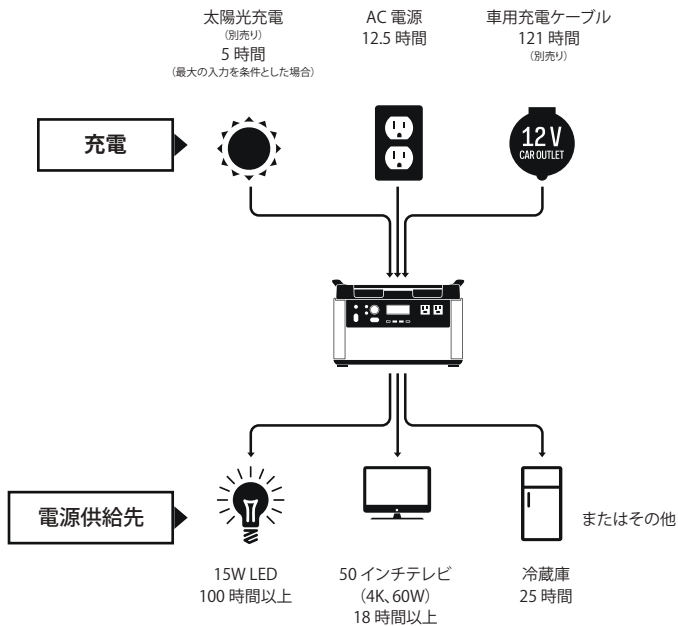 太陽光充電
(別売り)
5 時間
(最大の入力を条件とした場合)
AC 電源
12.5 時間
車用充電ケーブル
121 時間
(別売り)
充電
12 V
CAR OUTLET
電源供給先
またはその他
15W LED
100 時間以上
50 インチテレビ
(4K、60W)
18 時間以上
冷蔵庫
25 時間